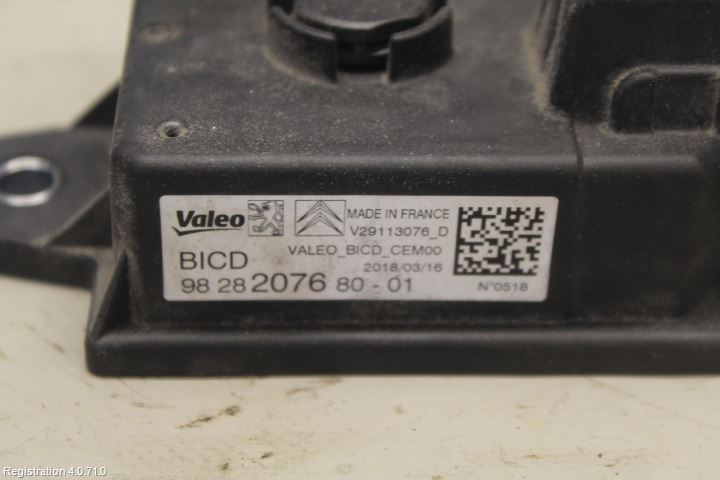 Valeo
MADE IN FRANCE
V29113076_D
VALEO_BICD_CEM00
2018/03/16
BICD
98 28 2076 80 - 01
N°0518
Registration 4.0.71.0